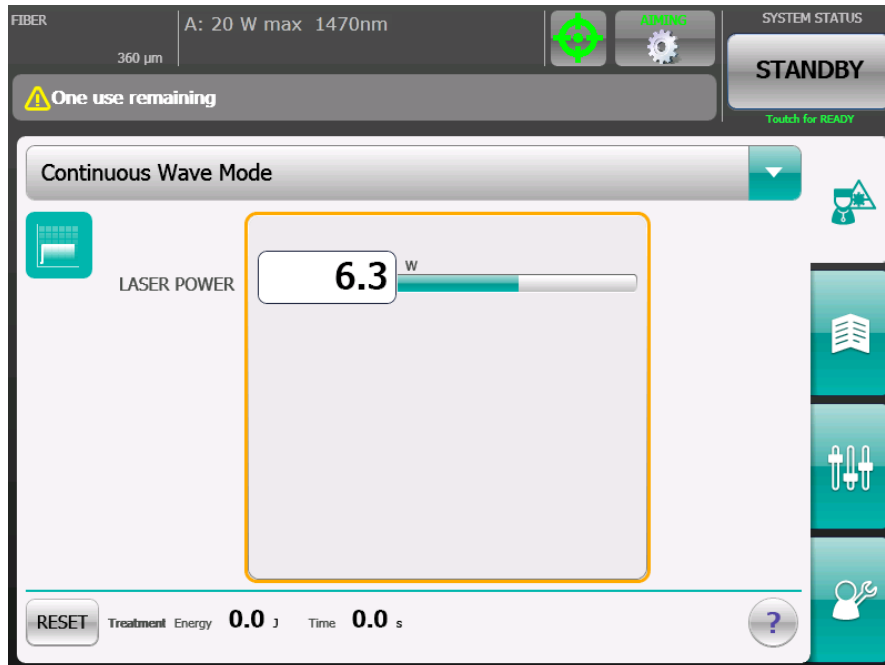 FIBER
360 µm
A: 20 W max 1470nm
AIMING
SYSTEM STATUS
STANDBY
Toutch for READY
One use remaining
Continuous Wave Mode
LASER POWER
6.3 W
RESET Treatment Energy 0.0 J Time 0.0 s
?